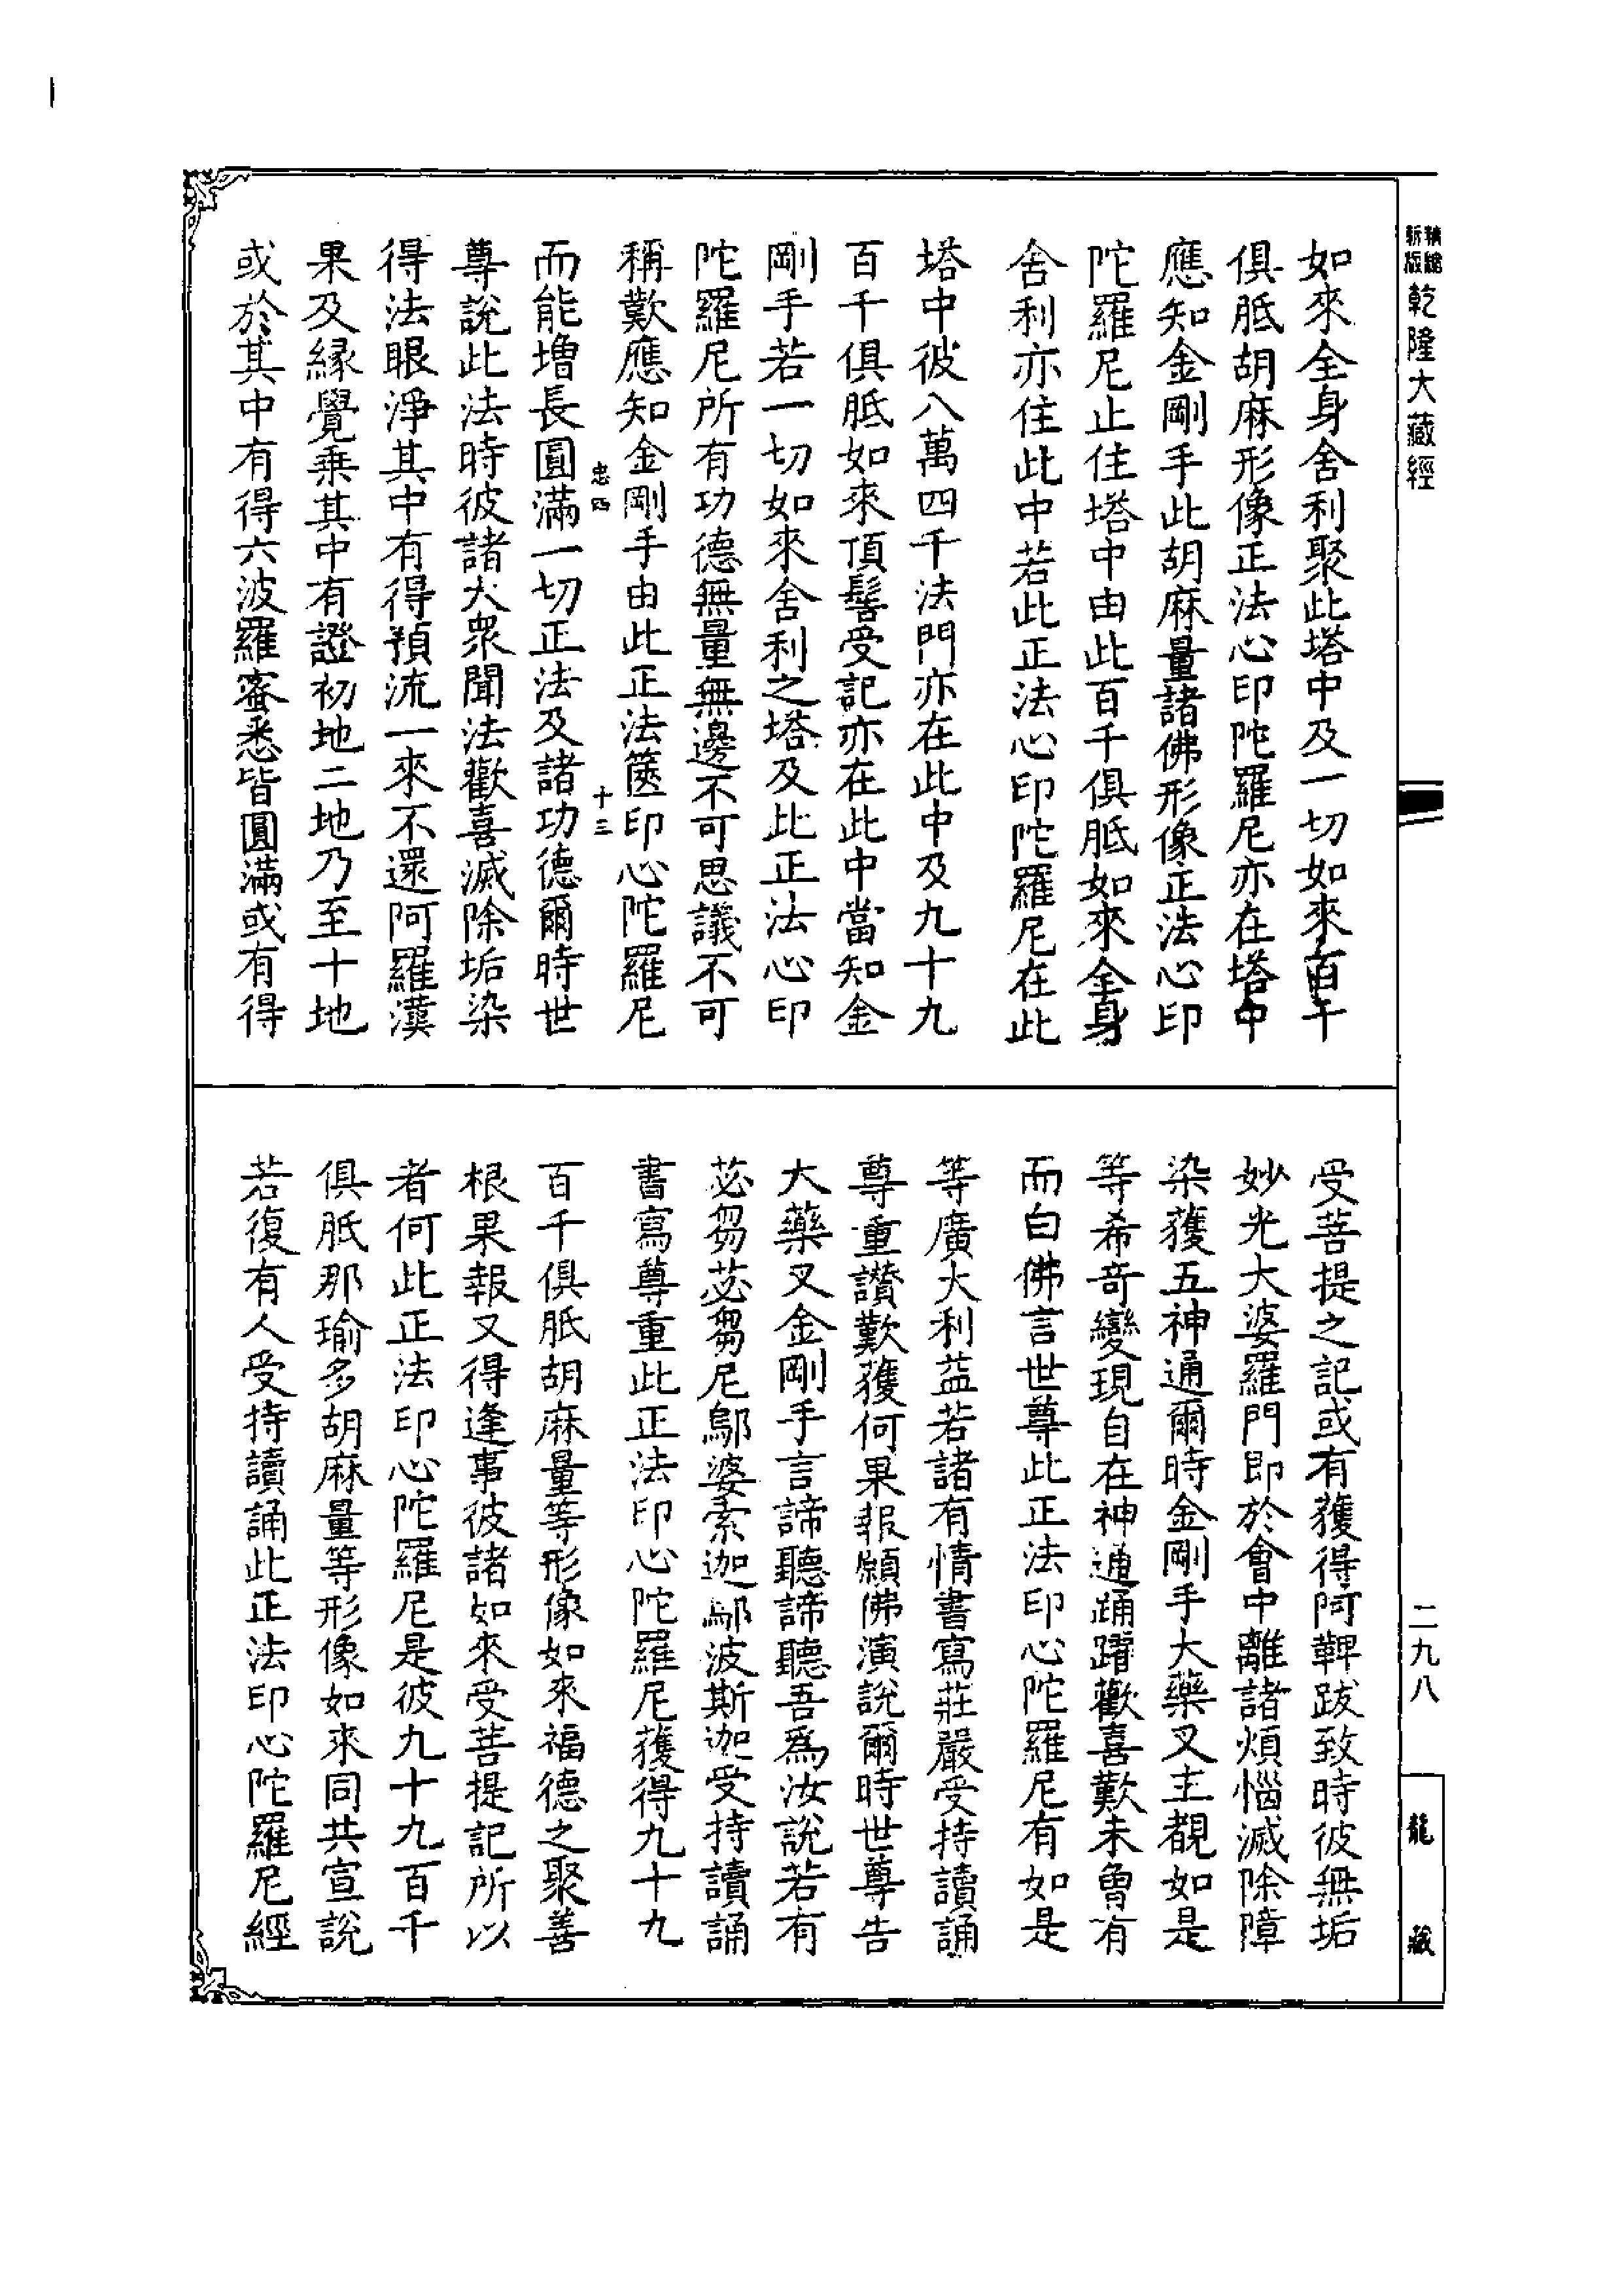 新版
精縮
乾隆大藏經
如來全身舍利聚此塔中及一切如來百千
俱胝胡麻形像正法心印陀羅尼亦在塔中
應知金剛手此胡麻量諸佛形像正法心印
陀羅尼止住塔中由此百千俱胝如來全身
舍利亦住此中若此正法心印陀羅尼在此
塔中彼八萬四千法門亦在此中及九十九
百千俱胝如來頂髻受記亦在此中當知金
剛手若一切如來舍利之塔及此正法心印
陀羅尼所有功德無量無邊不可思議不可
稱歎應知金剛手由此正法篋印心陀羅尼
忠四 十三
而能增長圓滿一切正法及諸功德爾時世
尊說此法時彼諸大眾聞法歡喜滅除垢染
得法眼淨其中有得預流一來不還阿羅漢
果及緣覺乘其中有證初地二地乃至十地
或於其中有得六波羅蜜悉皆圓滿或有得
受菩提之記或有獲得阿鞞跋致時彼無垢
妙光大婆羅門即於會中離諸煩惱滅除障
染獲五神通爾時金剛手大藥叉主覩如是
等希奇變現自在神通踊躍歡喜歎未曾有
而白佛言世尊此正法印心陀羅尼有如是
等廣大利益若諸有情書寫莊嚴受持讀誦
尊重讚歎獲何果報願佛演說爾時世尊告
大藥叉金剛手言諦聽諦聽吾為汝說若有
苾芻苾芻尼鄔婆索迦鄔波斯迦受持讀誦
書寫尊重此正法印心陀羅尼獲得九十九
百千俱胝胡麻量等形像如來福德之聚善
根果報又得逢事彼諸如來受菩提記所以
者何此正法印心陀羅尼是彼九十九百千
俱胝那瑜多胡麻量等形像如來同共宣說
若復有人受持讀誦此正法印心陀羅尼經
二九八
龍藏